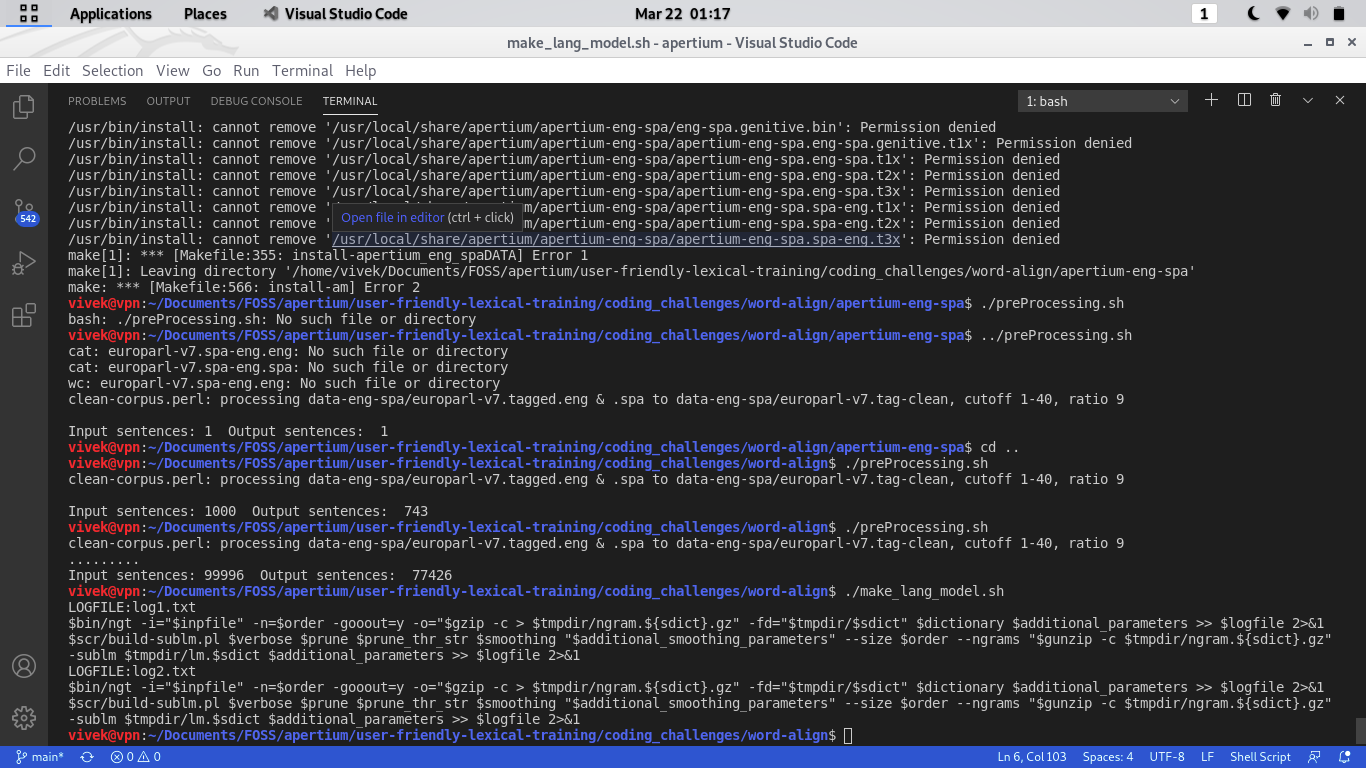 Applications Places Visual Studio Code Mar 22 01:17 1
make_lang_model.sh - apertium - Visual Studio Code
File Edit Selection View Go Run Terminal Help
PROBLEMS OUTPUT DEBUG CONSOLE TERMINAL 1: bash
/usr/bin/install: cannot remove '/usr/local/share/apertium/apertium-eng-spa/eng-spa.genitive.bin': Permission denied
/usr/bin/install: cannot remove '/usr/local/share/apertium/apertium-eng-spa/apertium-eng-spa.eng-spa.genitive.t1x': Permission denied
/usr/bin/install: cannot remove '/usr/local/share/apertium/apertium-eng-spa/apertium-eng-spa.eng-spa.t1x': Permission denied
/usr/bin/install: cannot remove '/usr/local/share/apertium/apertium-eng-spa/apertium-eng-spa.eng-spa.t2x': Permission denied
/usr/bin/install: cannot remove '/usr/local/share/apertium/apertium-eng-spa/apertium-eng-spa.eng-spa.t3x': Permission denied
/usr/bin/install: cannot remove 'm/apertium-eng-spa/apertium-eng-spa.spa-eng.t1x': Permission denied
/usr/bin/install: cannot remove 'm/apertium-eng-spa/apertium-eng-spa.spa-eng.t2x': Permission denied
Open file in editor (ctrl + click)
/usr/bin/install: cannot remove '/usr/local/share/apertium/apertium-eng-spa/apertium-eng-spa.spa-eng.t3x': Permission denied
make[1]: *** [Makefile:355: install-apertium_eng_spaDATA] Error 1
make[1]: Leaving directory '/home/vivek/Documents/FOSS/apertium/user-friendly-lexical-training/coding_challenges/word-align/apertium-eng-spa'
make: *** [Makefile:566: install-am] Error 2
vivek@vpn:~/Documents/FOSS/apertium/user-friendly-lexical-training/coding_challenges/word-align/apertium-eng-spa$ ./preProcessing.sh
bash: ./preProcessing.sh: No such file or directory
vivek@vpn:~/Documents/FOSS/apertium/user-friendly-lexical-training/coding_challenges/word-align/apertium-eng-spa$ ../preProcessing.sh
cat: europarl-v7.spa-eng.eng: No such file or directory
cat: europarl-v7.spa-eng.spa: No such file or directory
wc: europarl-v7.spa-eng.eng: No such file or directory
clean-corpus.perl: processing data-eng-spa/europarl-v7.tagged.eng & .spa to data-eng-spa/europarl-v7.tag-clean, cutoff 1-40, ratio 9
Input sentences: 1 Output sentences: 1
vivek@vpn:~/Documents/FOSS/apertium/user-friendly-lexical-training/coding_challenges/word-align/apertium-eng-spa$ cd ..
vivek@vpn:~/Documents/FOSS/apertium/user-friendly-lexical-training/coding_challenges/word-align$ ./preProcessing.sh
clean-corpus.perl: processing data-eng-spa/europarl-v7.tagged.eng & .spa to data-eng-spa/europarl-v7.tag-clean, cutoff 1-40, ratio 9
Input sentences: 1000 Output sentences: 743
vivek@vpn:~/Documents/FOSS/apertium/user-friendly-lexical-training/coding_challenges/word-align$ ./preProcessing.sh
clean-corpus.perl: processing data-eng-spa/europarl-v7.tagged.eng & .spa to data-eng-spa/europarl-v7.tag-clean, cutoff 1-40, ratio 9
.........
Input sentences: 99996 Output sentences: 77426
vivek@vpn:~/Documents/FOSS/apertium/user-friendly-lexical-training/coding_challenges/word-align$ ./make_lang_model.sh
LOGFILE:log1.txt
$bin/ngt -i="$inpfile" -n=$order -gooout=y -o="$gzip -c > $tmpdir/ngram.${sdict}.gz" -fd="$tmpdir/$sdict" $dictionary $additional_parameters >> $logfile 2>&1
$scr/build-sublm.pl $verbose $prune $prune_thr_str $smoothing "$additional_smoothing_parameters" --size $order --ngrams "$gunzip -c $tmpdir/ngram.${sdict}.gz"
-sublm $tmpdir/lm.$sdict $additional_parameters >> $logfile 2>&1
LOGFILE:log2.txt
$bin/ngt -i="$inpfile" -n=$order -gooout=y -o="$gzip -c > $tmpdir/ngram.${sdict}.gz" -fd="$tmpdir/$sdict" $dictionary $additional_parameters >> $logfile 2>&1
$scr/build-sublm.pl $verbose $prune $prune_thr_str $smoothing "$additional_smoothing_parameters" --size $order --ngrams "$gunzip -c $tmpdir/ngram.${sdict}.gz"
-sublm $tmpdir/lm.$sdict $additional_parameters >> $logfile 2>&1
vivek@vpn:~/Documents/FOSS/apertium/user-friendly-lexical-training/coding_challenges/word-align$
542
main* 0 0 Ln 6, Col 103 Spaces: 4 UTF-8 LF Shell Script